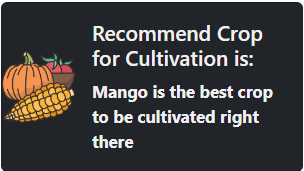 Recommend Crop
for Cultivation is:
Mango is the best crop
to be cultivated right
there